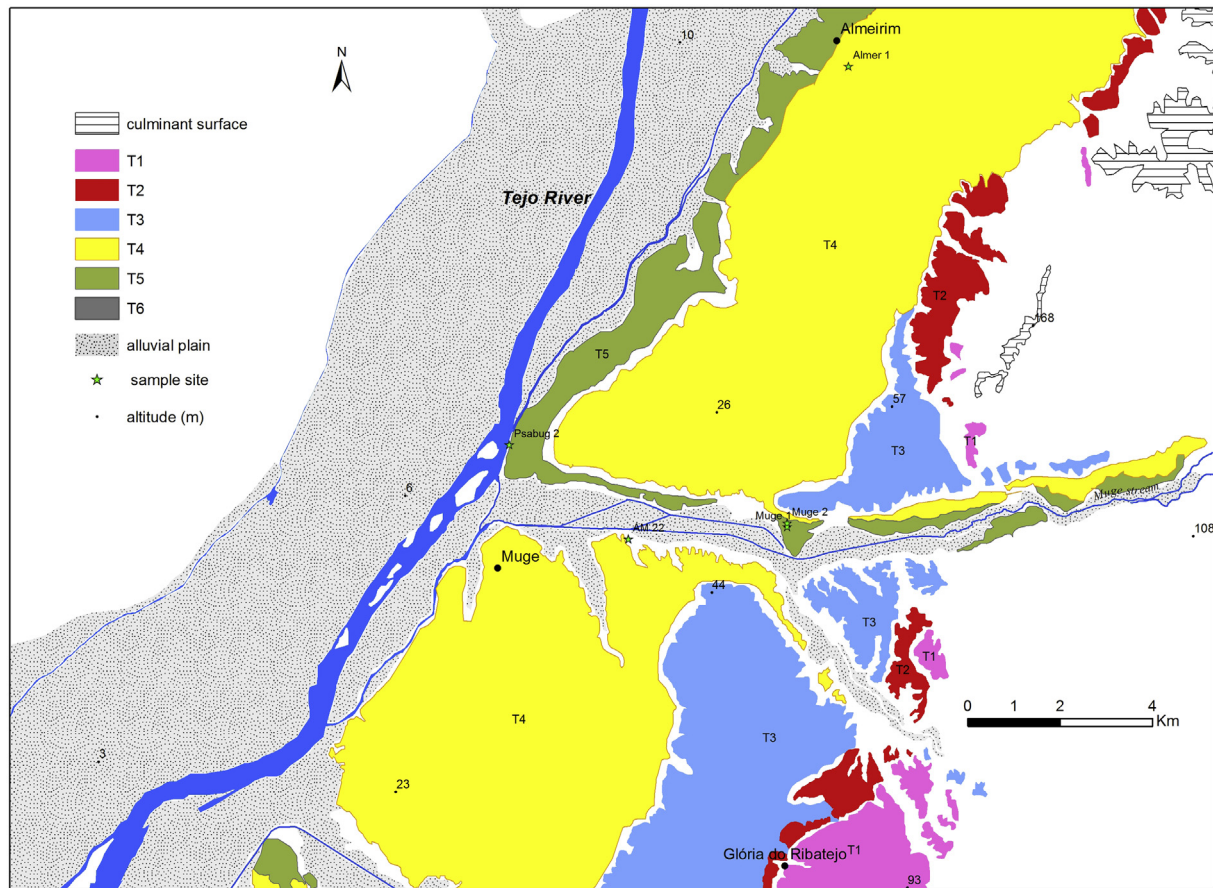 Almeirim
10
Almer 1
N
culminant surface
T1
T2
T3
T4
T5
T6
alluvial plain
sample site
altitude (m)
Tejo River
T4
T2
168
T5
26
57
T3
T1
Psabug 2
6
Muge stream
Muge 1
Muge 2
AM 22
108
Muge
44
T3
T1
T2
0 1 2 4
Km
T4
T3
3
23
Glória do Ribatejo
T1
93